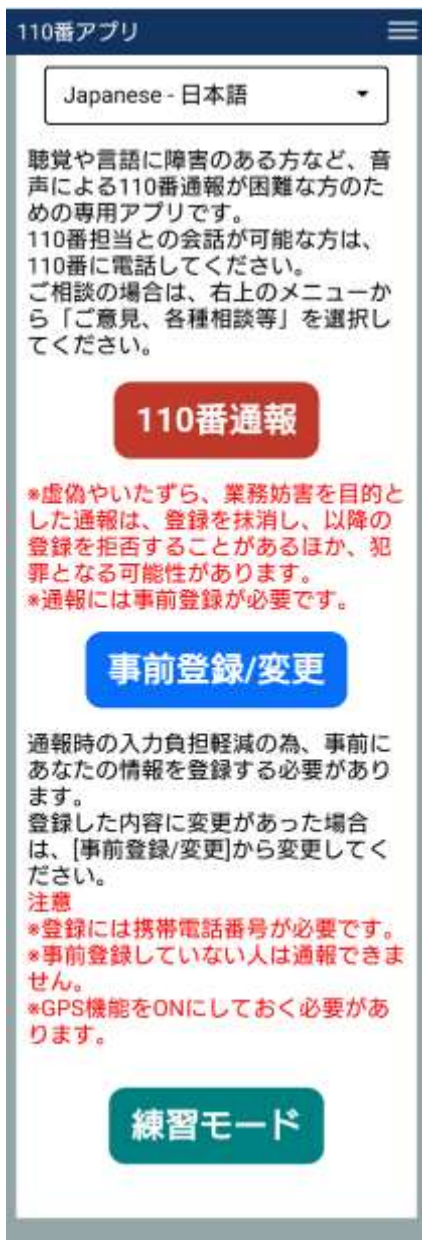 110番アプリ
Japanese - 日本語
聴覚や言語に障害のある方など、音
声による110番通報が困難な方のた
めの専用アプリです。
110番担当との会話が可能な方は、
110番に電話してください。
ご相談の場合は、右上のメニューか
ら「ご意見、各種相談等」を選択し
てください。
110番通報
*虚偽やいたずら、業務妨害を目的と
した通報は、登録を抹消し、以降の
登録を拒否することがあるほか、犯
罪となる可能性があります。
*通報には事前登録が必要です。
事前登録/変更
通報時の入力負担軽減の為、事前に
あなたの情報を登録する必要があり
ます。
登録した内容に変更があった場合
は、[事前登録/変更]から変更してく
ださい。
注意
*登録には携帯電話番号が必要です。
*事前登録していない人は通報できま
せん。
*GPS機能をONにしておく必要があ
ります。
練習モード